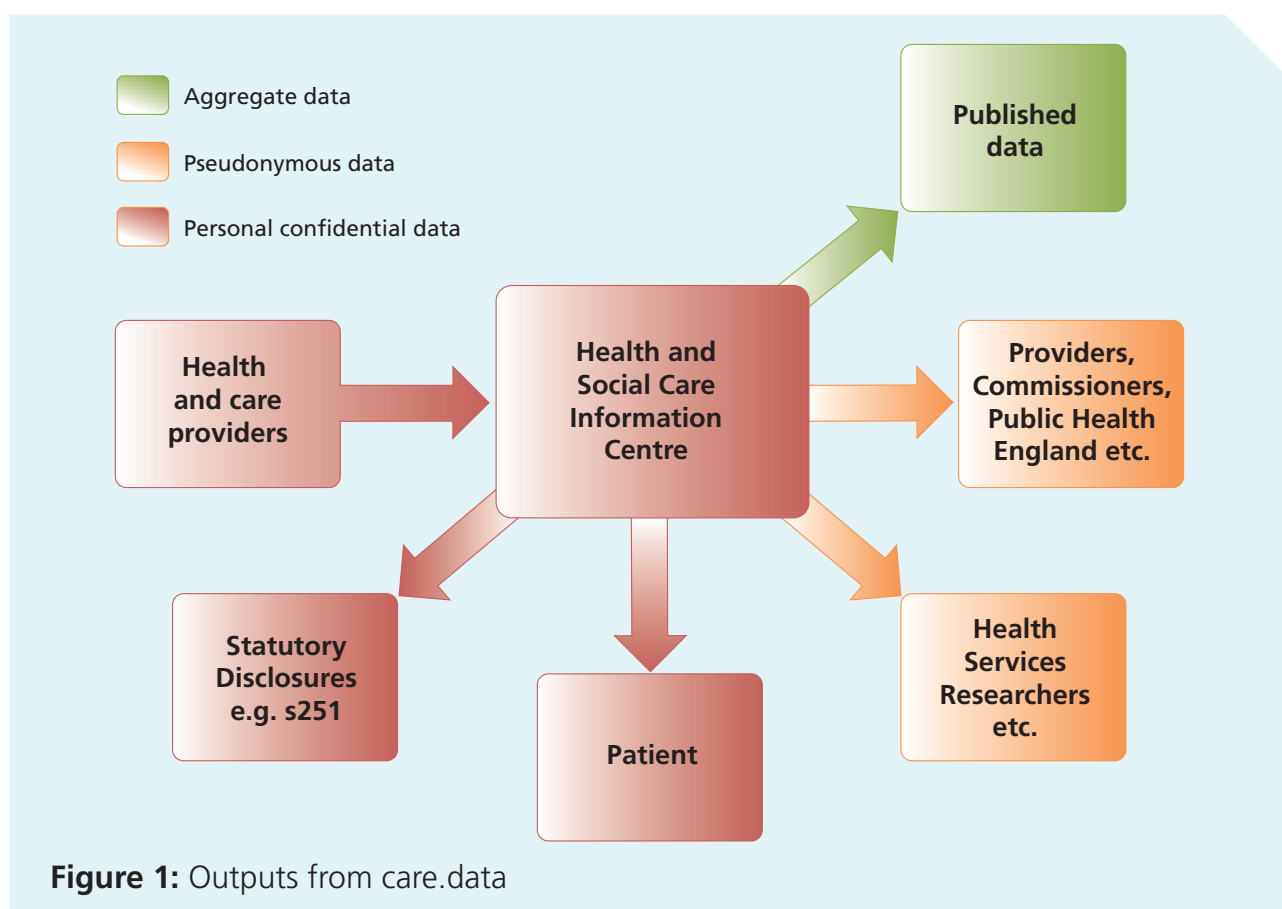 Aggregate data
Pseudonymous data
Personal confidential data
Published
data
Health
and care
providers
Health and
Social Care
Information
Centre
Providers,
Commissioners,
Public Health
England etc.
Statutory
Disclosures
e.g. s251
Patient
Health
Services
Researchers
etc.
Figure 1: Outputs from care.data